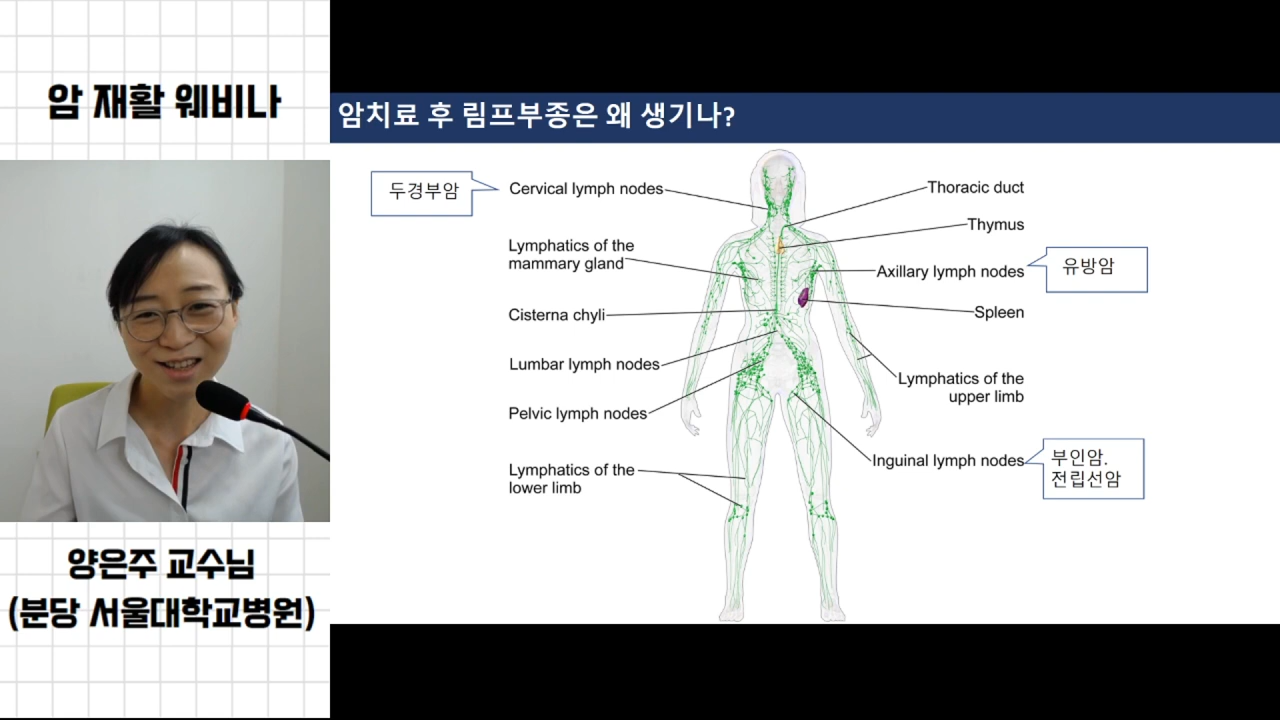 암 재활 웨비나
양은주 교수님
(분당 서울대학교병원)
암치료 후 림프부종은 왜 생기나?
두경부암
Cervical lymph nodes
Lymphatics of the
mammary gland
Cisterna chyli
Lumbar lymph nodes
Pelvic lymph nodes
Lymphatics of the
lower limb
Thoracic duct
Thymus
Axillary lymph nodes
유방암
Spleen
Lymphatics of the
upper limb
Inguinal lymph nodes
부인암.
전립선암